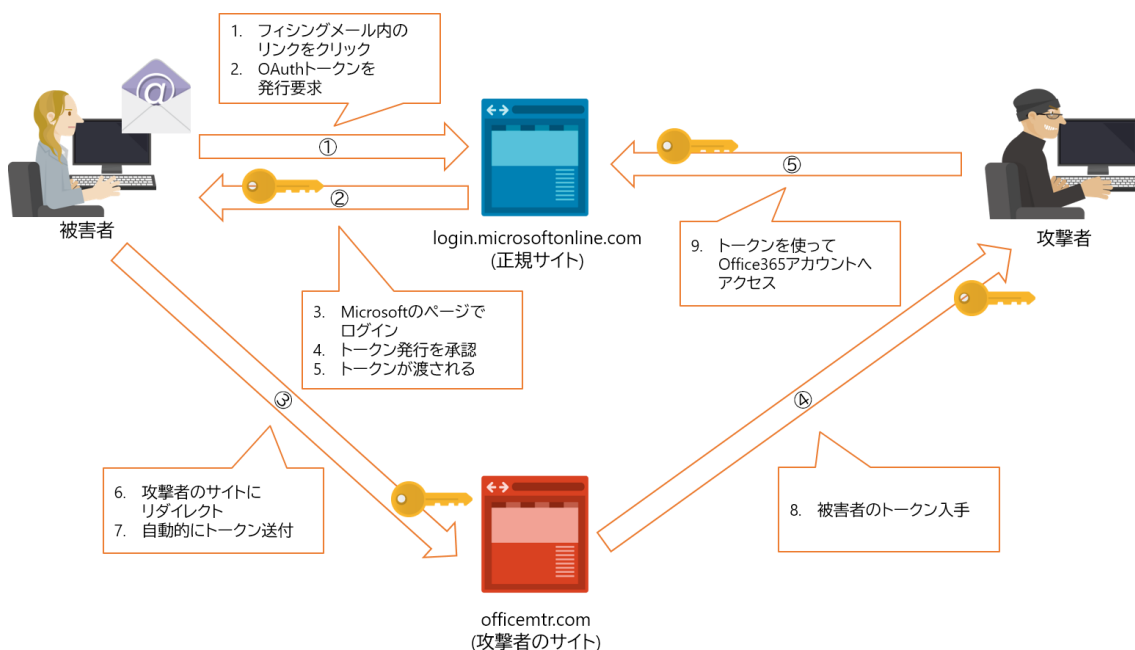 1. フィシングメール内の
リンクをクリック
2. OAuthトークンを
発行要求
①
⑤
②
被害者
login.microsoftonline.com
(正規サイト)
攻撃者
9. トークンを使って
Office365アカウントへ
アクセス
3. Microsoftのページで
ログイン
4. トークン発行を承認
5. トークンが渡される
③
④
6. 攻撃者のサイトに
リダイレクト
7. 自動的にトークン送付
8. 被害者のトークン入手
officemtr.com
(攻撃者のサイト)